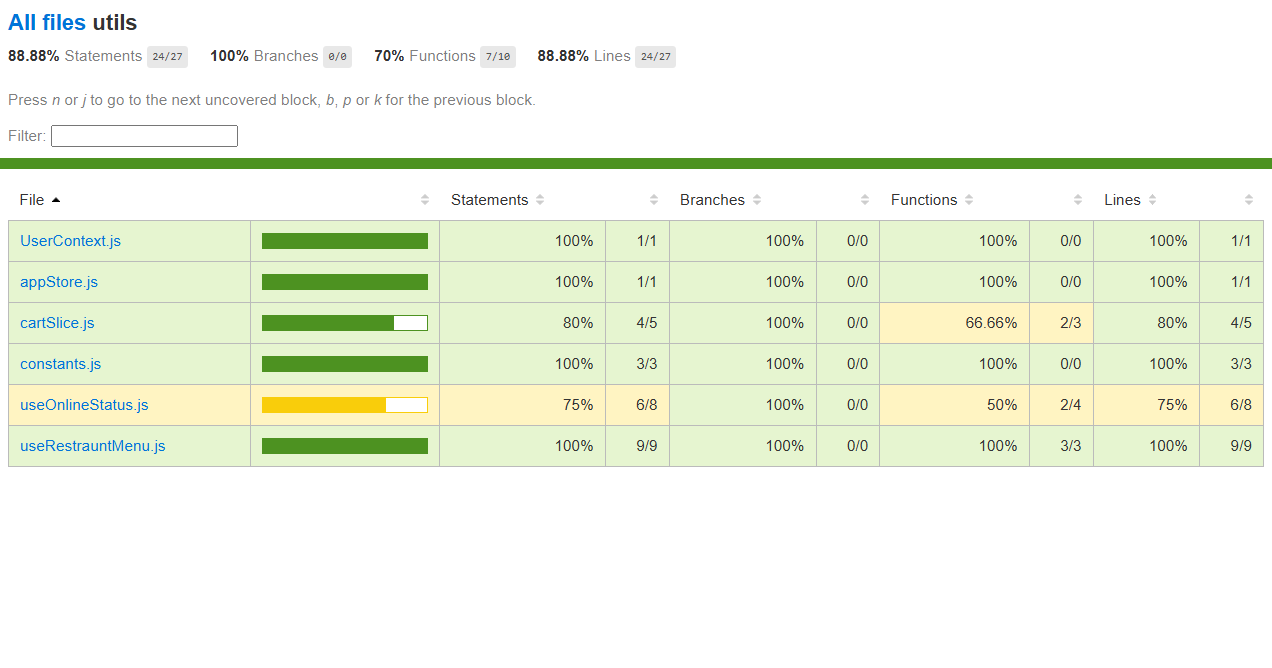 All files utils
88.88% Statements 24/27 100% Branches 0/0 70% Functions 7/10 88.88% Lines 24/27
Press n or j to go to the next uncovered block, b, p or k for the previous block.
Filter:
File Statements Branches Functions Lines
UserContext.js 100% 1/1 100% 0/0 100% 0/0 100% 1/1
appStore.js 100% 1/1 100% 0/0 100% 0/0 100% 1/1
cartSlice.js 80% 4/5 100% 0/0 66.66% 2/3 80% 4/5
constants.js 100% 3/3 100% 0/0 100% 0/0 100% 3/3
useOnlineStatus.js 75% 6/8 100% 0/0 50% 2/4 75% 6/8
useRestrauntMenu.js 100% 9/9 100% 0/0 100% 3/3 100% 9/9